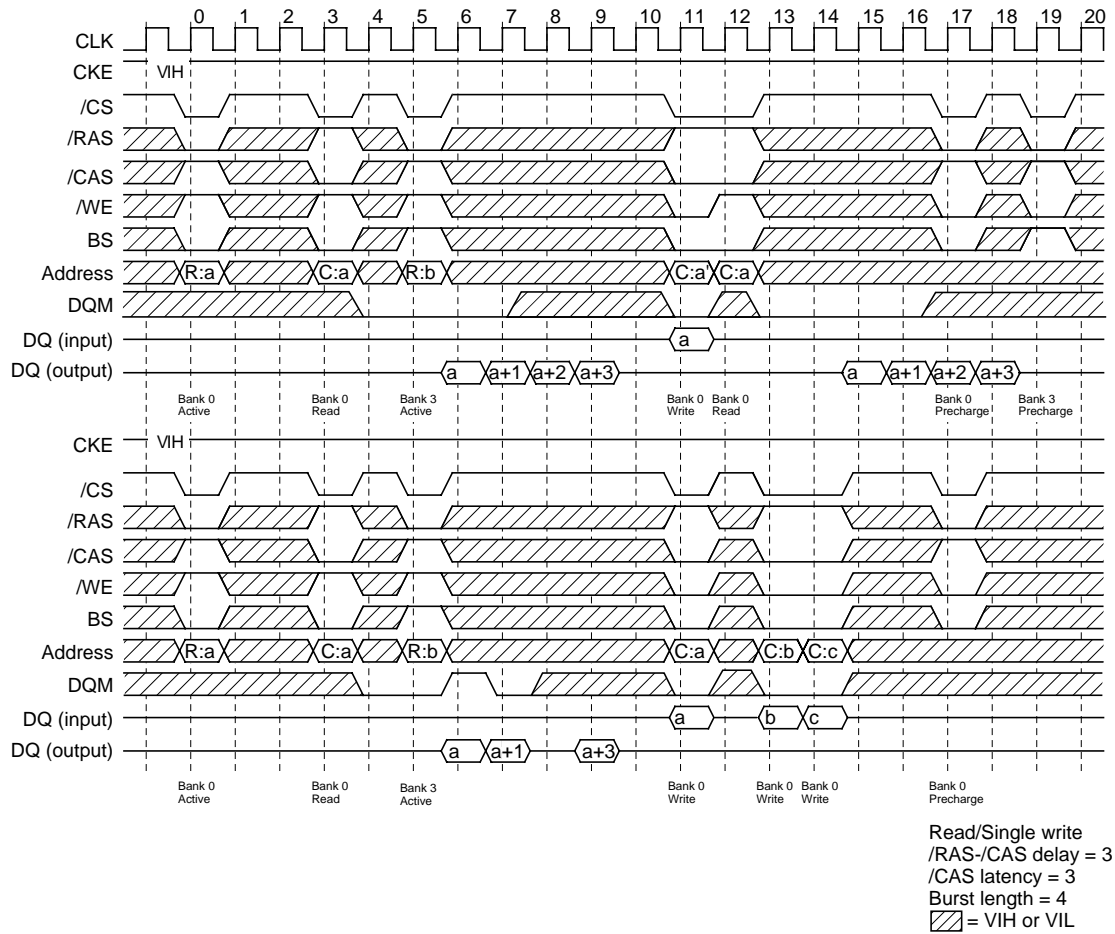 0 1 2 3 4 5 6 7 8 9 10 11 12 13 14 15 16 17 18 19 20
CLK
CKE VIH
/CS
/RAS
/CAS
/WE
BS
Address R:a C:a R:b C:a' C:a
DQM
DQ (input) a
DQ (output) a a+1 a+2 a+3 a a+1 a+2 a+3
Bank 0 Bank 0 Bank 3 Bank 0 Bank 0 Bank 0 Bank 3
Active Read Active Write Read Precharge Precharge
CKE VIH
/CS
/RAS
/CAS
/WE
BS
Address R:a C:a R:b C:a C:b C:c
DQM
DQ (input) a b c
DQ (output) a a+1 a+3
Bank 0 Bank 0 Bank 3 Bank 0 Bank 0 Bank 0 Bank 0
Active Read Active Write Write Write Precharge
Read/Single write
/RAS-/CAS delay = 3
/CAS latency = 3
Burst length = 4
= VIH or VIL